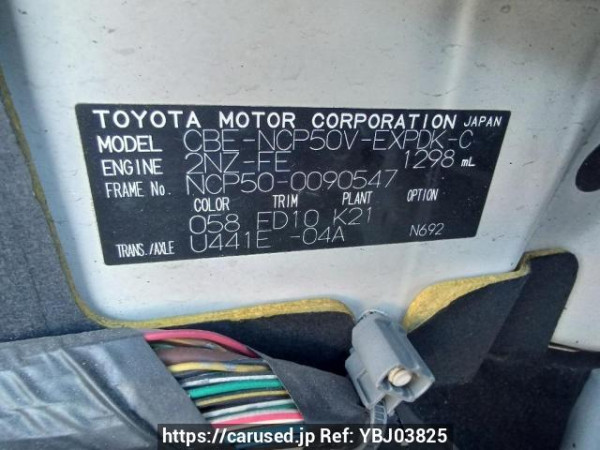 TOYOTA MOTOR CORPORATION JAPAN
MODEL CBE-NCP50V-EXPDK-C
ENGINE 2NZ-FE 1298 mL
FRAME No. NCP50-0090547
COLOR TRIM PLANT OPTION
058 ED10 K21
TRANS./AXLE U441E -04A N692
https://carused.jp Ref: YBJ03825